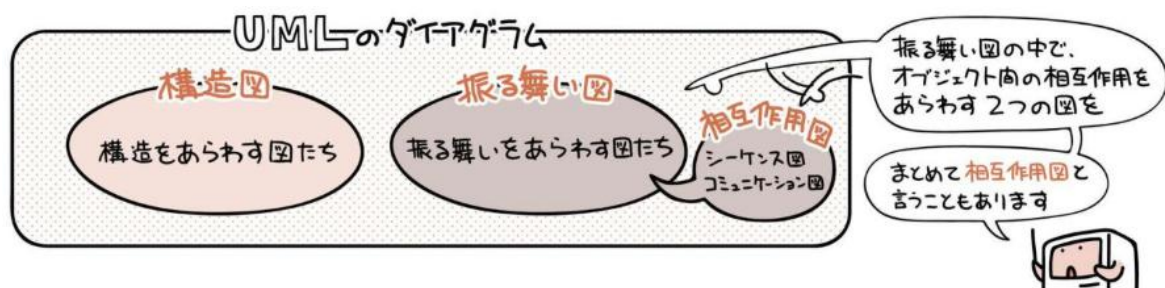 UMLのダイアグラム
構造図
構造をあらわす図たち
振る舞い図
振る舞いをあらわす図たち
相互作用図
シーケンス図
コミュニケーション図
振る舞い図の中で、
オブジェクト間の相互作用を
あらわす 2つの図を
まとめて相互作用図と
言うこともあります